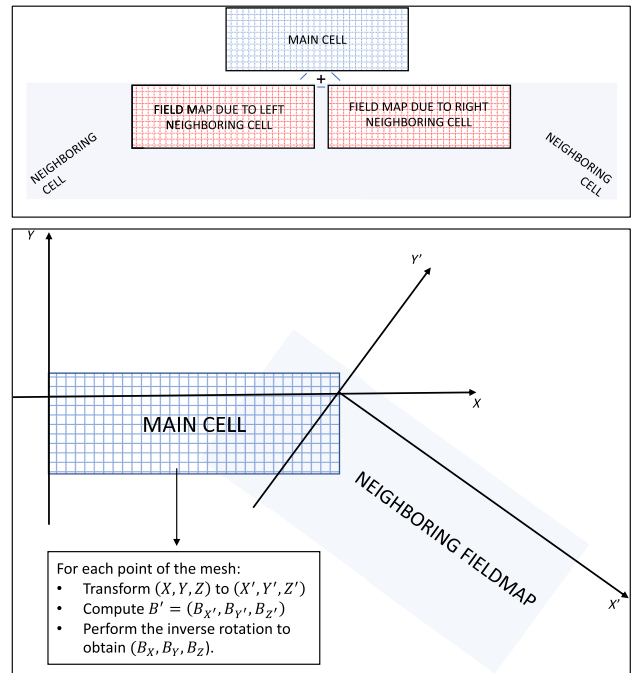 MAIN CELL
+
FIELD MAP DUE TO LEFT
NEIGHBORING CELL
FIELD MAP DUE TO RIGHT
NEIGHBORING CELL
NEIGHBORING
CELL
NEIGHBORING
CELL
Y
Y'
X
MAIN CELL
NEIGHBORING FIELDMAP
X'
For each point of the mesh:
• Transform (X, Y, Z) to (X', Y', Z')
• Compute B' = (B_X', B_Y', B_Z')
• Perform the inverse rotation to
obtain (B_X, B_Y, B_Z).